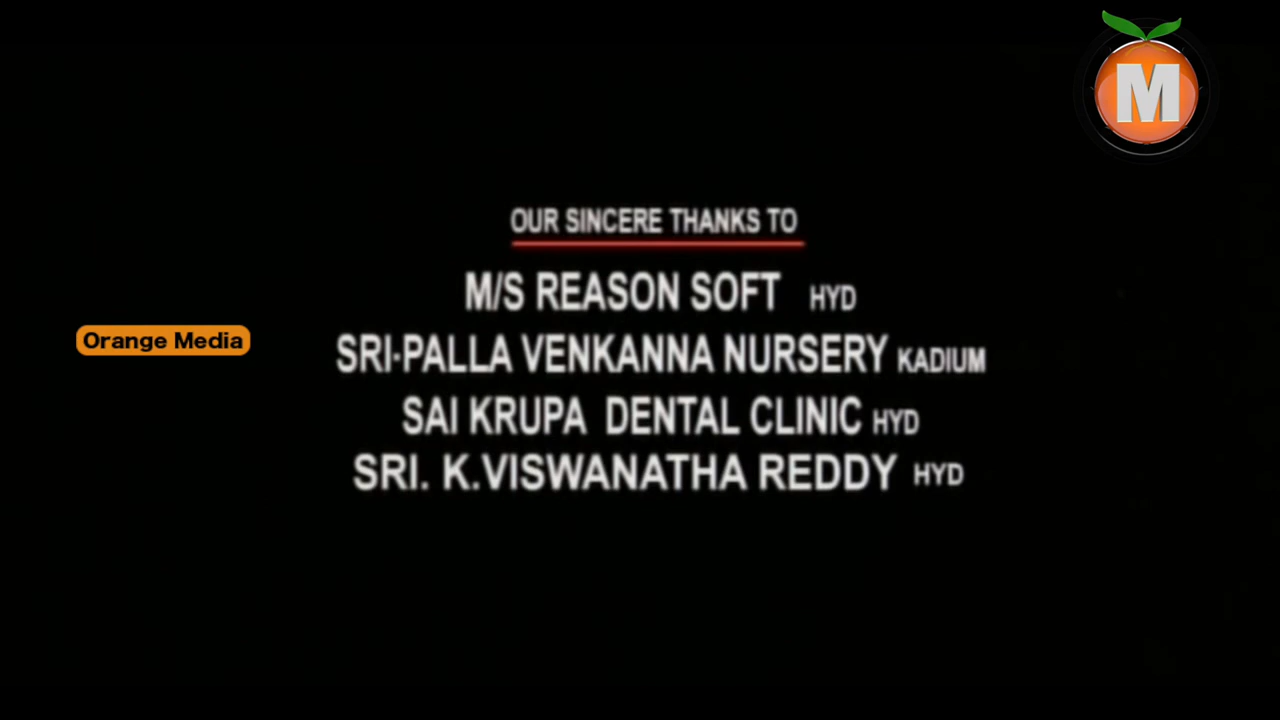 M
OUR SINCERE THANKS TO
M/S REASON SOFT HYD
Orange Media
SRI-PALLA VENKANNA NURSERY KADIUM
SAI KRUPA DENTAL CLINIC HYD
SRI. K.VISWANATHA REDDY HYD